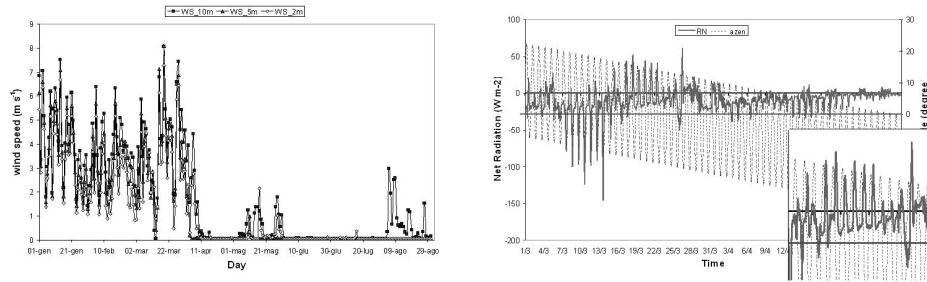 WS_10m WS_5m WS_2m
9
8
7
6
5
4
3
2
1
0
wind speed (m s⁻¹)
01-gen 21-gen 10-feb 02-mar 22-mar 11-apr 01-mag 21-mag 10-giu 30-giu 20-lug 09-ago 29-ago
Day
RN azen
100
50
0
-50
-100
-150
-200
Net Radiation (W m-2)
30
20
10
0
(degree
1/3 4/3 7/3 10/3 13/3 16/3 19/3 22/3 25/3 28/3 31/3 3/4 6/4 9/4
Time